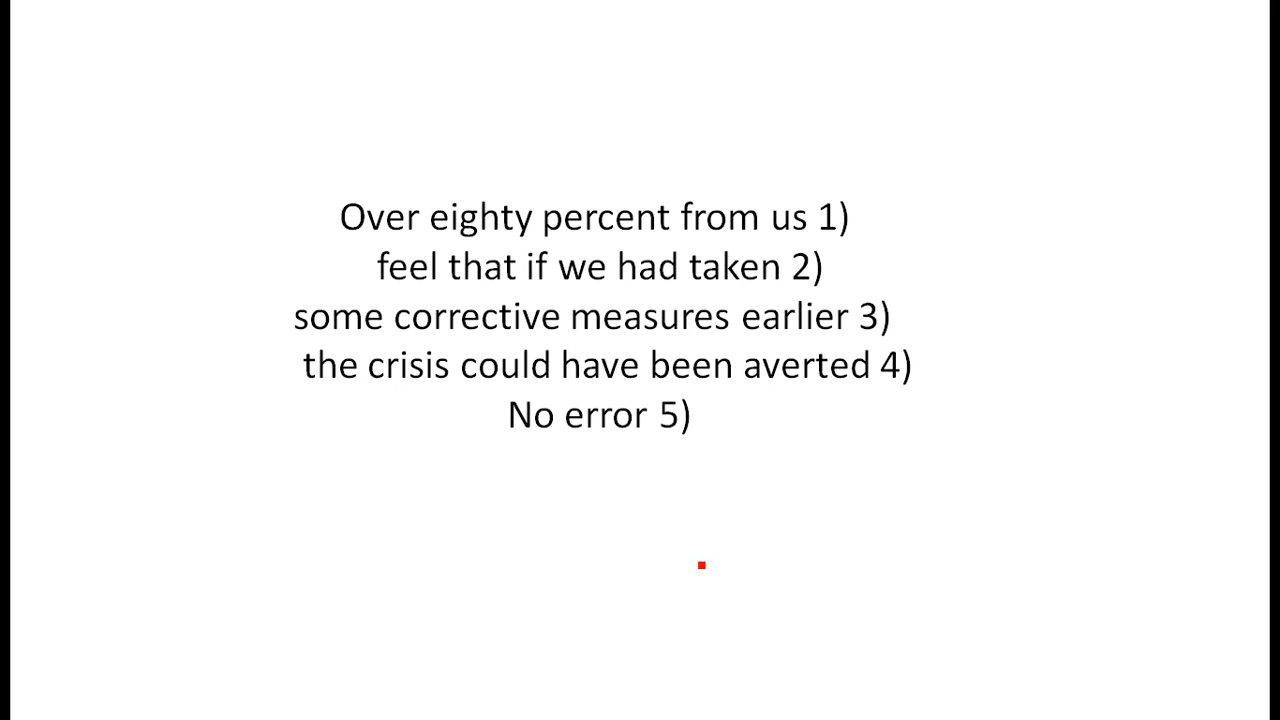 Over eighty percent from us 1)
feel that if we had taken 2)
some corrective measures earlier 3)
the crisis could have been averted 4)
No error 5)